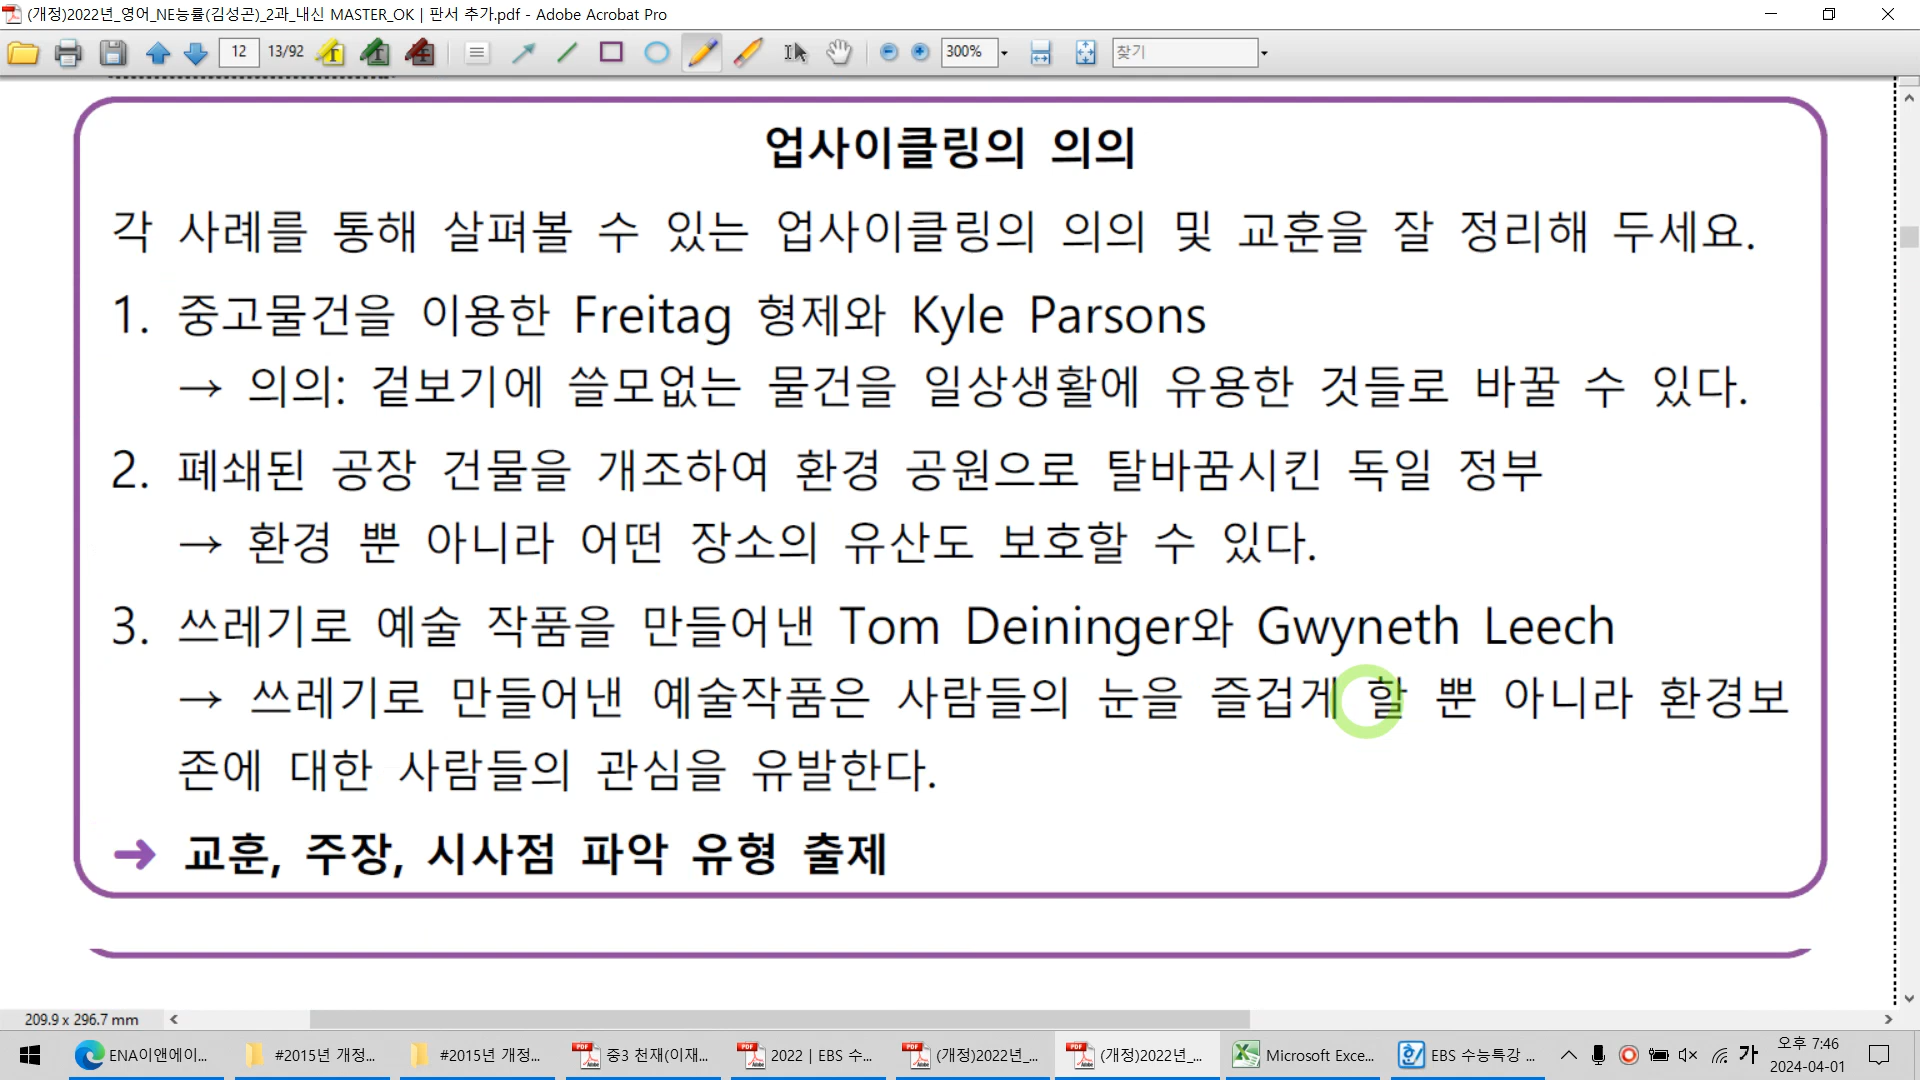 (개정)2022년_영어_NE능률(김성곤)_2과_내신 MASTER_OK | 판서 추가.pdf - Adobe Acrobat Pro
12 13/92 300% 찾기
업사이클링의 의의
각 사례를 통해 살펴볼 수 있는 업사이클링의 의의 및 교훈을 잘 정리해 두세요.
1. 중고물건을 이용한 Freitag 형제와 Kyle Parsons
→ 의의: 겉보기에 쓸모없는 물건을 일상생활에 유용한 것들로 바꿀 수 있다.
2. 폐쇄된 공장 건물을 개조하여 환경 공원으로 탈바꿈시킨 독일 정부
→ 환경 뿐 아니라 어떤 장소의 유산도 보호할 수 있다.
3. 쓰레기로 예술 작품을 만들어낸 Tom Deininger와 Gwyneth Leech
→ 쓰레기로 만들어낸 예술작품은 사람들의 눈을 즐겁게 할 뿐 아니라 환경보
존에 대한 사람들의 관심을 유발한다.
➜ 교훈, 주장, 시사점 파악 유형 출제
209.9 x 296.7 mm
ENA이앤에이... #2015년 개정... #2015년 개정... 중3 천재(이재... 2022 | EBS 수... (개정)2022년_... (개정)2022년_... Microsoft Exce... EBS 수능특강 ... 가 오후 7:46
2024-04-01